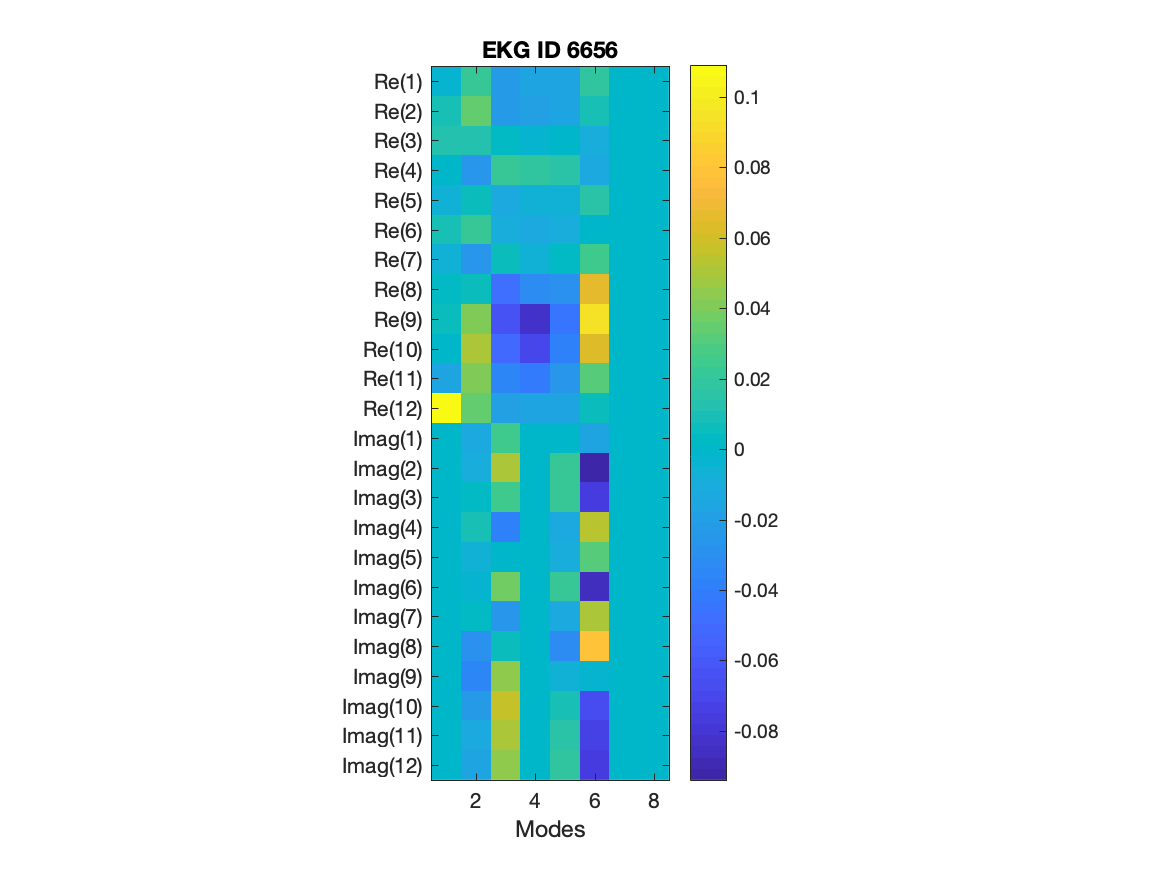 EKG ID 6656
Re(1)
Re(2)
Re(3)
Re(4)
Re(5)
Re(6)
Re(7)
Re(8)
Re(9)
Re(10)
Re(11)
Re(12)
Imag(1)
Imag(2)
Imag(3)
Imag(4)
Imag(5)
Imag(6)
Imag(7)
Imag(8)
Imag(9)
Imag(10)
Imag(11)
Imag(12)
2 4 6 8
Modes
0.1
0.08
0.06
0.04
0.02
0
-0.02
-0.04
-0.06
-0.08